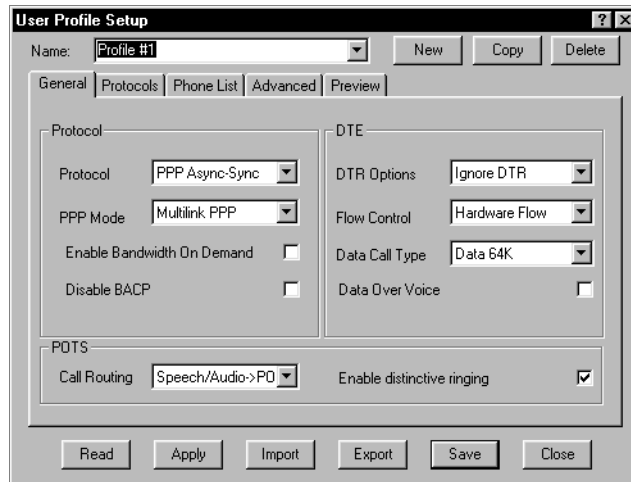 User Profile Setup
Name: Profile #1 New Copy Delete
General Protocols Phone List Advanced Preview
Protocol
Protocol PPP Async-Sync
PPP Mode Multilink PPP
Enable Bandwidth On Demand
Disable BACP
DTE
DTR Options Ignore DTR
Flow Control Hardware Flow
Data Call Type Data 64K
Data Over Voice
POTS
Call Routing Speech/Audio->PO Enable distinctive ringing
Read Apply Import Export Save Close